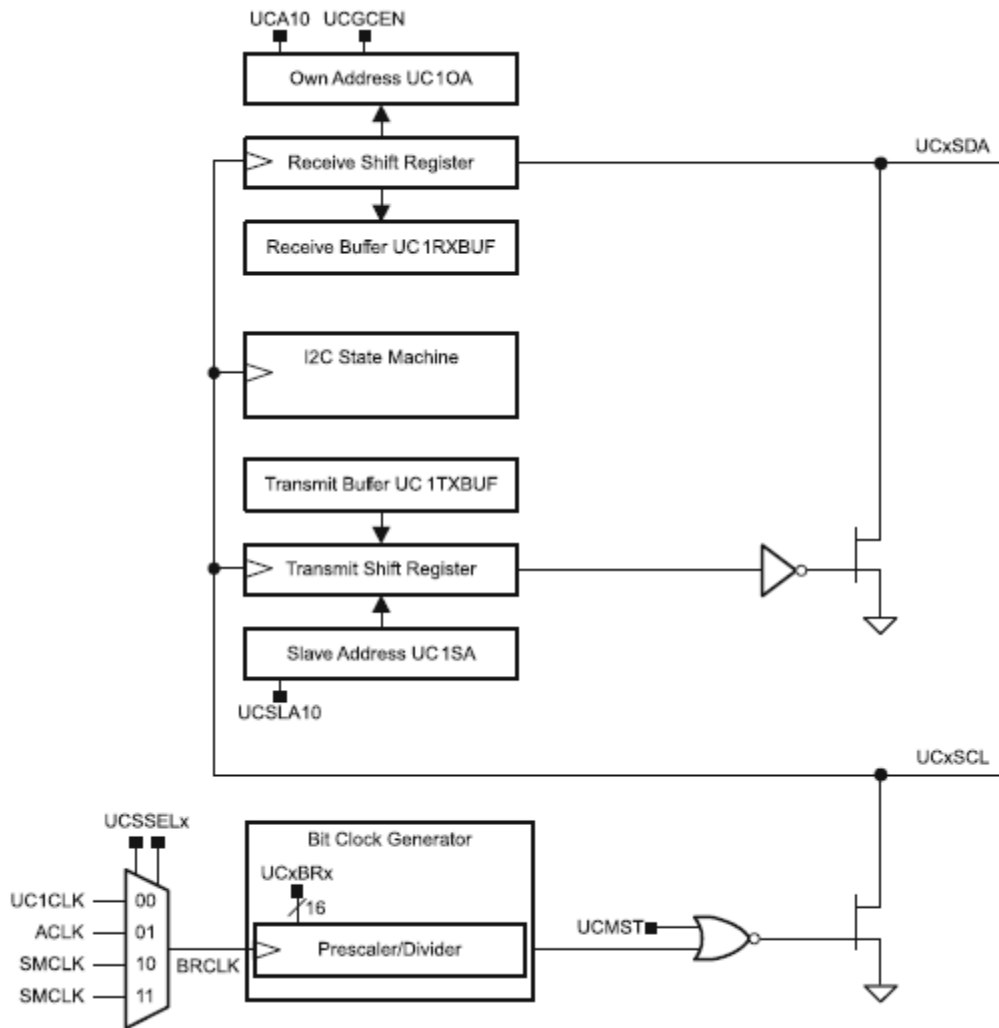 UCA10 UCGCEN
Own Address UC1OA
UCxSDA
Receive Shift Register
Receive Buffer UC1RXBUF
I2C State Machine
Transmit Buffer UC1TXBUF
Transmit Shift Register
Slave Address UC1SA
UCSLA10
UCxSCL
UCSSELx
Bit Clock Generator
UCxBRx
UC1CLK 00
16
ACLK 01
UCMST
Prescaler/Divider
SMCLK 10
BRCLK
SMCLK 11